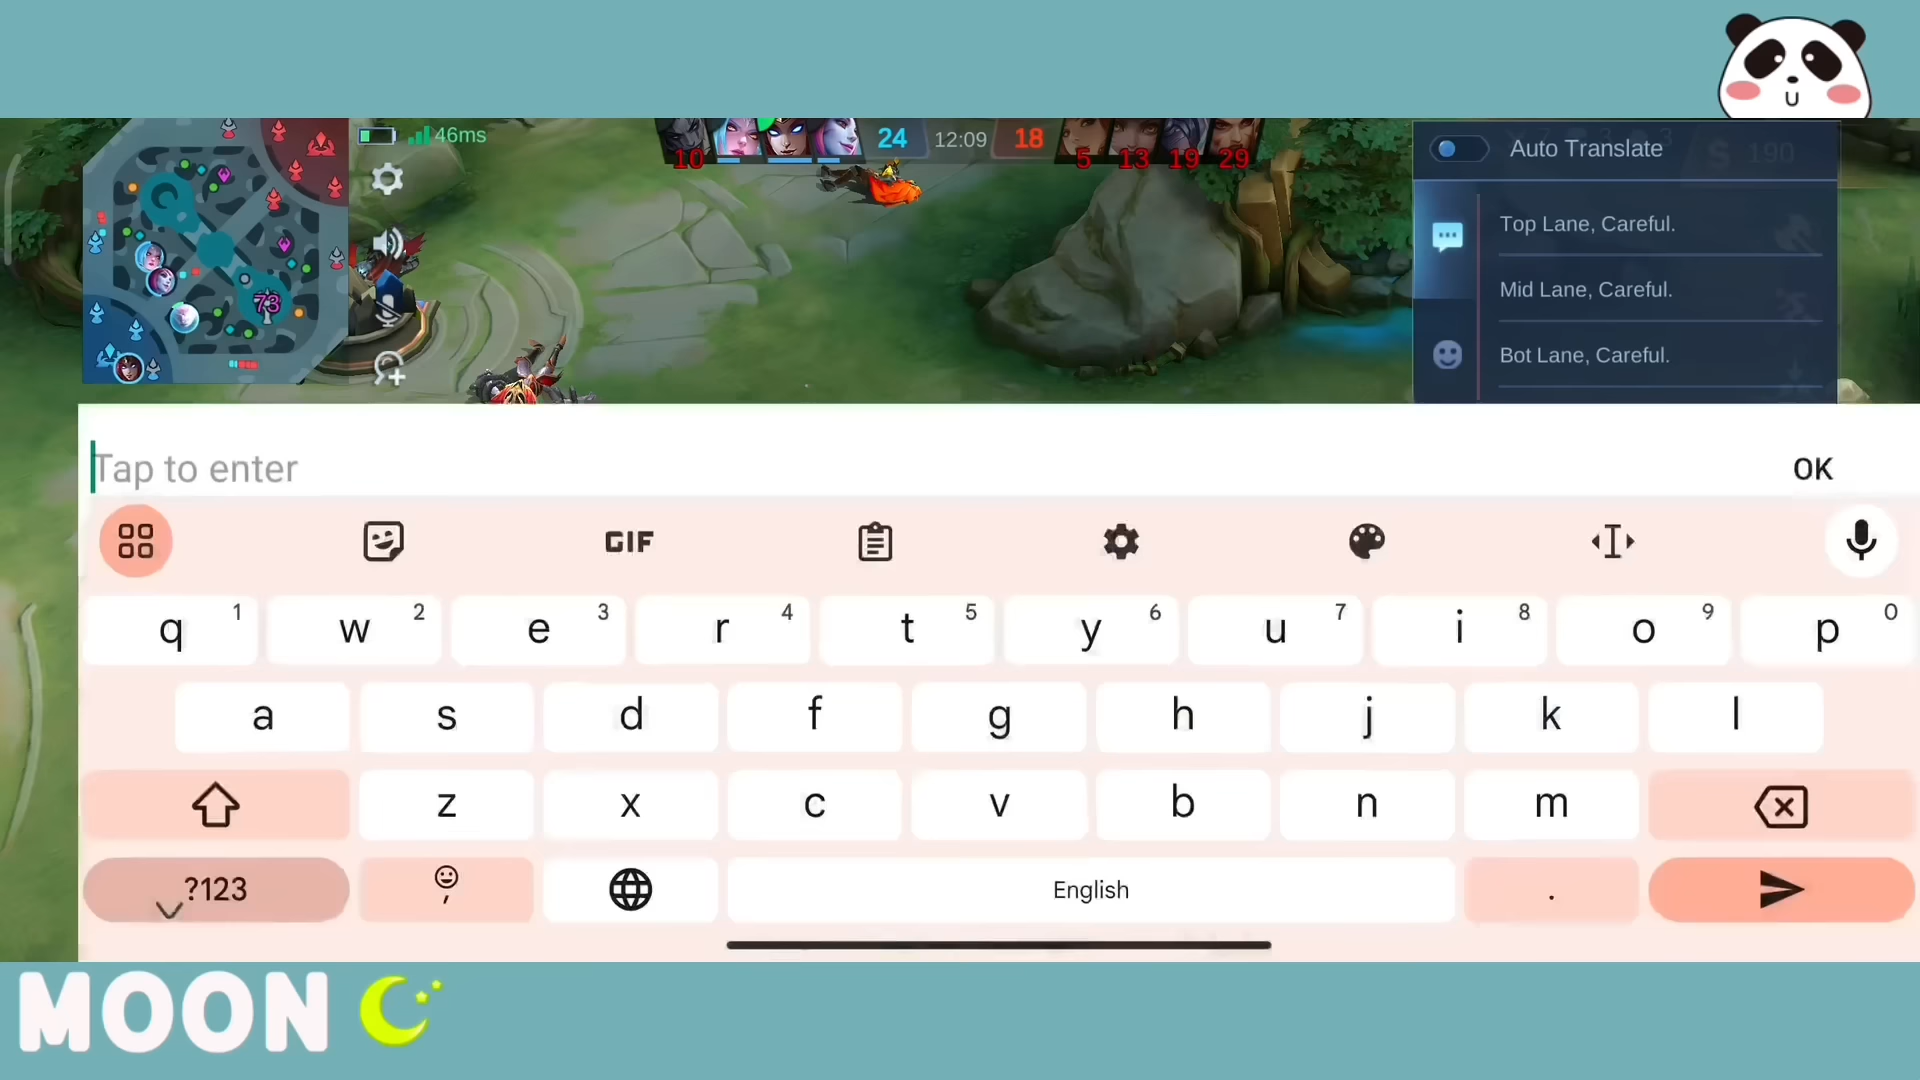 46ms
24 12:09 18
10 5 13 19 29
Auto Translate
190
Top Lane, Careful.
Mid Lane, Careful.
Bot Lane, Careful.
73
Tap to enter
OK
GIF
q 1 w 2 e 3 r 4 t 5 y 6 u 7 i 8 o 9 p 0
a s d f g h j k l
z x c v b n m
?123 , English .
MOON